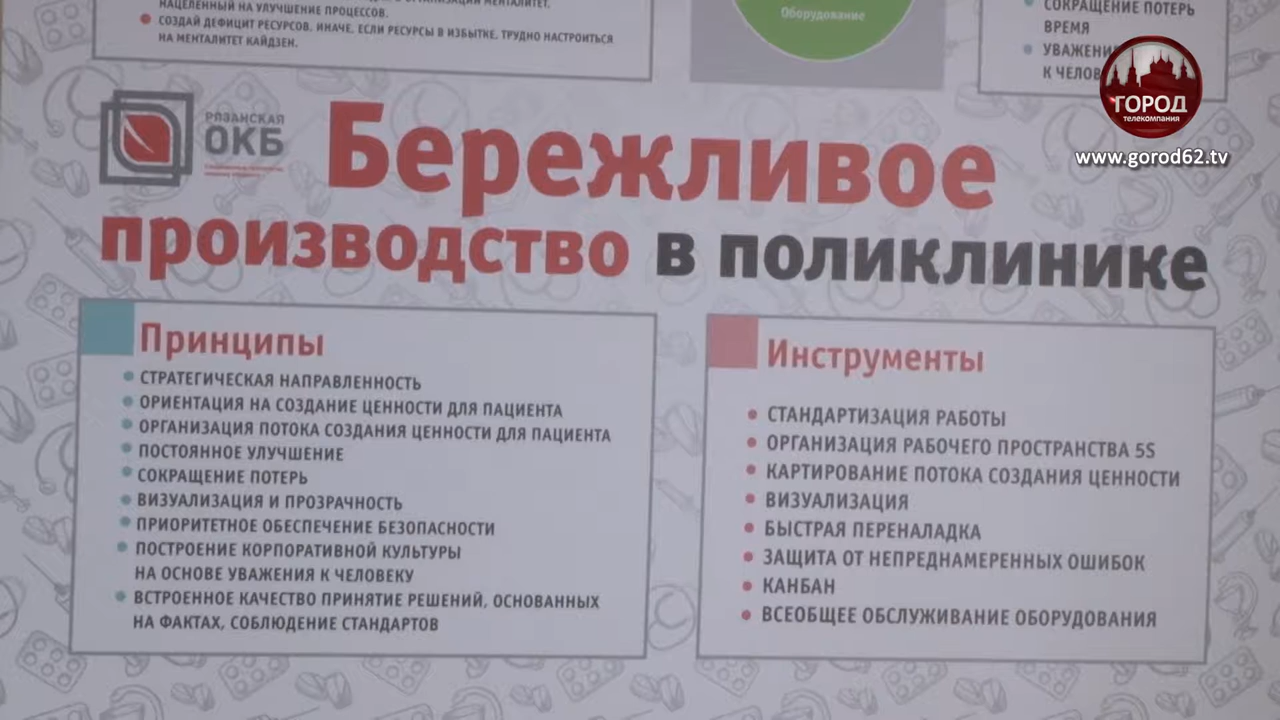 НАЦЕЛЕННЫЙ НА УЛУЧШЕНИЕ ПРОЦЕССОВ.
СОЗДАЙ ДЕФИЦИТ РЕСУРСОВ. ИНАЧЕ, ЕСЛИ РЕСУРСЫ В ИЗБЫТКЕ, ТРУДНО НАСТРОИТЬСЯ
НА МЕНТАЛИТЕТ КАЙДЗЕН.
Оборудование
СОКРАЩЕНИЕ ПОТЕРЬ
ВРЕМЯ
ГОРОД
ТЕЛЕКОМПАНИЯ
www.gorod62.tv
РЯЗАНСКАЯ
ОКБ
Бережливое
производство в поликлинике
Принципы
СТРАТЕГИЧЕСКАЯ НАПРАВЛЕННОСТЬ
ОРИЕНТАЦИЯ НА СОЗДАНИЕ ЦЕННОСТИ ДЛЯ ПАЦИЕНТА
ОРГАНИЗАЦИЯ ПОТОКА СОЗДАНИЯ ЦЕННОСТИ ДЛЯ ПАЦИЕНТА
ПОСТОЯННОЕ УЛУЧШЕНИЕ
СОКРАЩЕНИЕ ПОТЕРЬ
ВИЗУАЛИЗАЦИЯ И ПРОЗРАЧНОСТЬ
ПРИОРИТЕТНОЕ ОБЕСПЕЧЕНИЕ БЕЗОПАСНОСТИ
ПОСТРОЕНИЕ КОРПОРАТИВНОЙ КУЛЬТУРЫ
НА ОСНОВЕ УВАЖЕНИЯ К ЧЕЛОВЕКУ
ВСТРОЕННОЕ КАЧЕСТВО ПРИНЯТИЕ РЕШЕНИЙ, ОСНОВАННЫХ
НА ФАКТАХ, СОБЛЮДЕНИЕ СТАНДАРТОВ
Инструменты
СТАНДАРТИЗАЦИЯ РАБОТЫ
ОРГАНИЗАЦИЯ РАБОЧЕГО ПРОСТРАНСТВА 5S
КАРТИРОВАНИЕ ПОТОКА СОЗДАНИЯ ЦЕННОСТИ
ВИЗУАЛИЗАЦИЯ
БЫСТРАЯ ПЕРЕНАЛАДКА
ЗАЩИТА ОТ НЕПРЕДНАМЕРЕННЫХ ОШИБОК
КАНБАН
ВСЕОБЩЕЕ ОБСЛУЖИВАНИЕ ОБОРУДОВАНИЯ